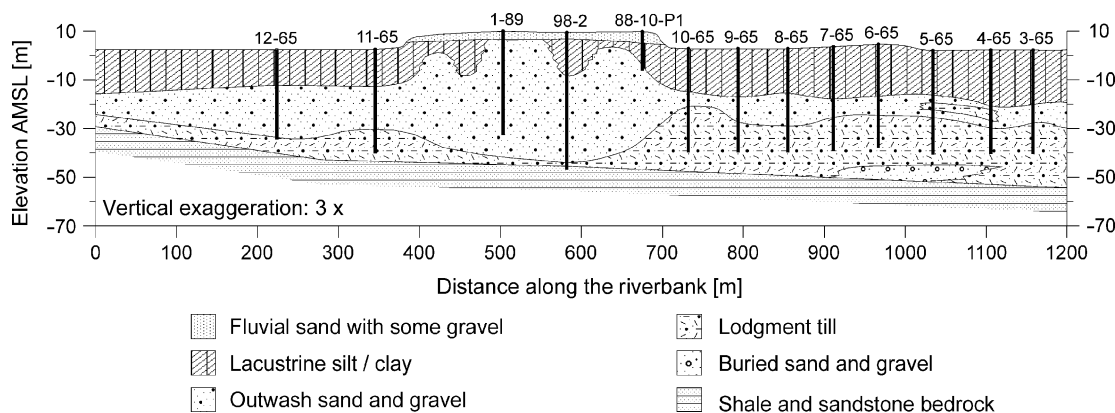 10
-10
-30
-50
-70
Elevation AMSL [m]
12-65
11-65
1-89
98-2
88-10-P1
10-65
9-65
8-65
7-65
6-65
5-65
4-65
3-65
10
-10
-30
-50
-70
Vertical exaggeration: 3 x
0 100 200 300 400 500 600 700 800 900 1000 1100 1200
Distance along the riverbank [m]
Fluvial sand with some gravel
Lacustrine silt / clay
Outwash sand and gravel
Lodgment till
Buried sand and gravel
Shale and sandstone bedrock